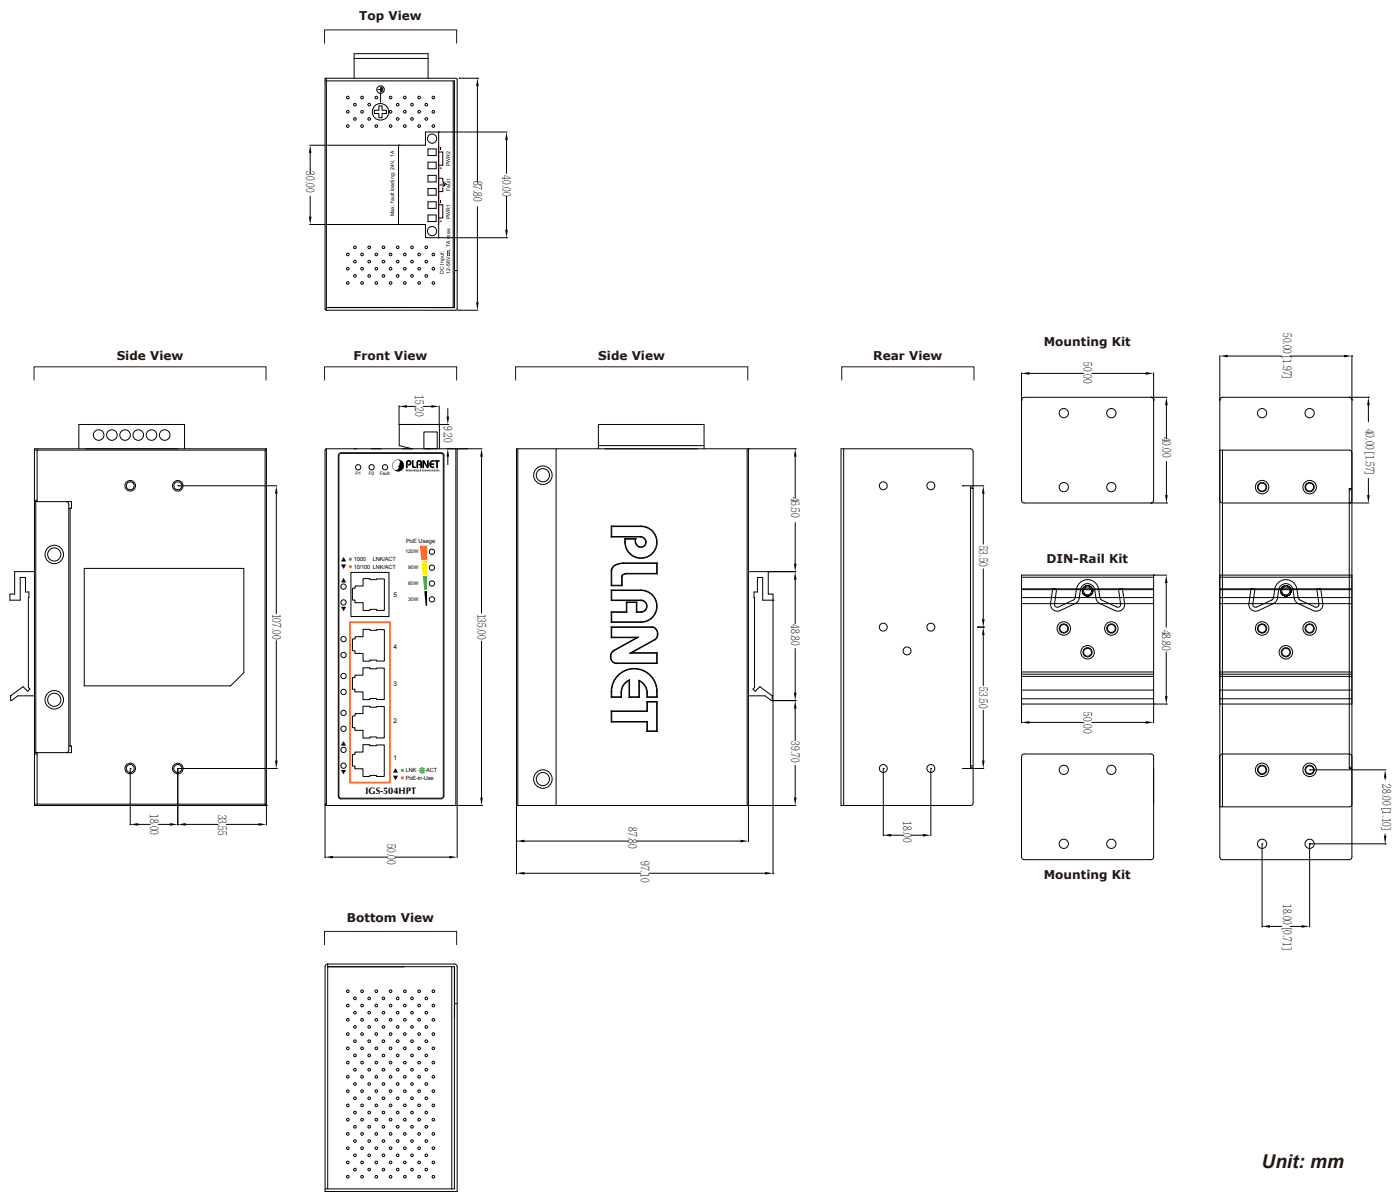 Top View
Max. fault loading: 24V, 1A
PWR1 Fault PWR2
DC Input:
12-56V, 7A max.
30.00
40.00
87.80
Side View
107.00
18.00
33.55
Front View
15.20
9.20
P1 P2 Fault
PLANET
Networking & Communication
PoE Usage
120W
90W
60W
30W
▲ ● 1000 LNK/ACT
▼ ● 10/100 LNK/ACT
5
4
3
2
1
▲ ● LNK ACT
▼ ● PoE-in-Use
IGS-504HPT
135.00
50.00
Side View
PLANET
46.50
48.80
39.70
87.80
97.10
Rear View
53.50
53.50
18.00
Mounting Kit
50.00
40.00
DIN-Rail Kit
48.80
50.00
Mounting Kit
50.00 [1.97]
40.00 [1.57]
28.00 [1.10]
18.00 [0.71]
Bottom View
Unit: mm